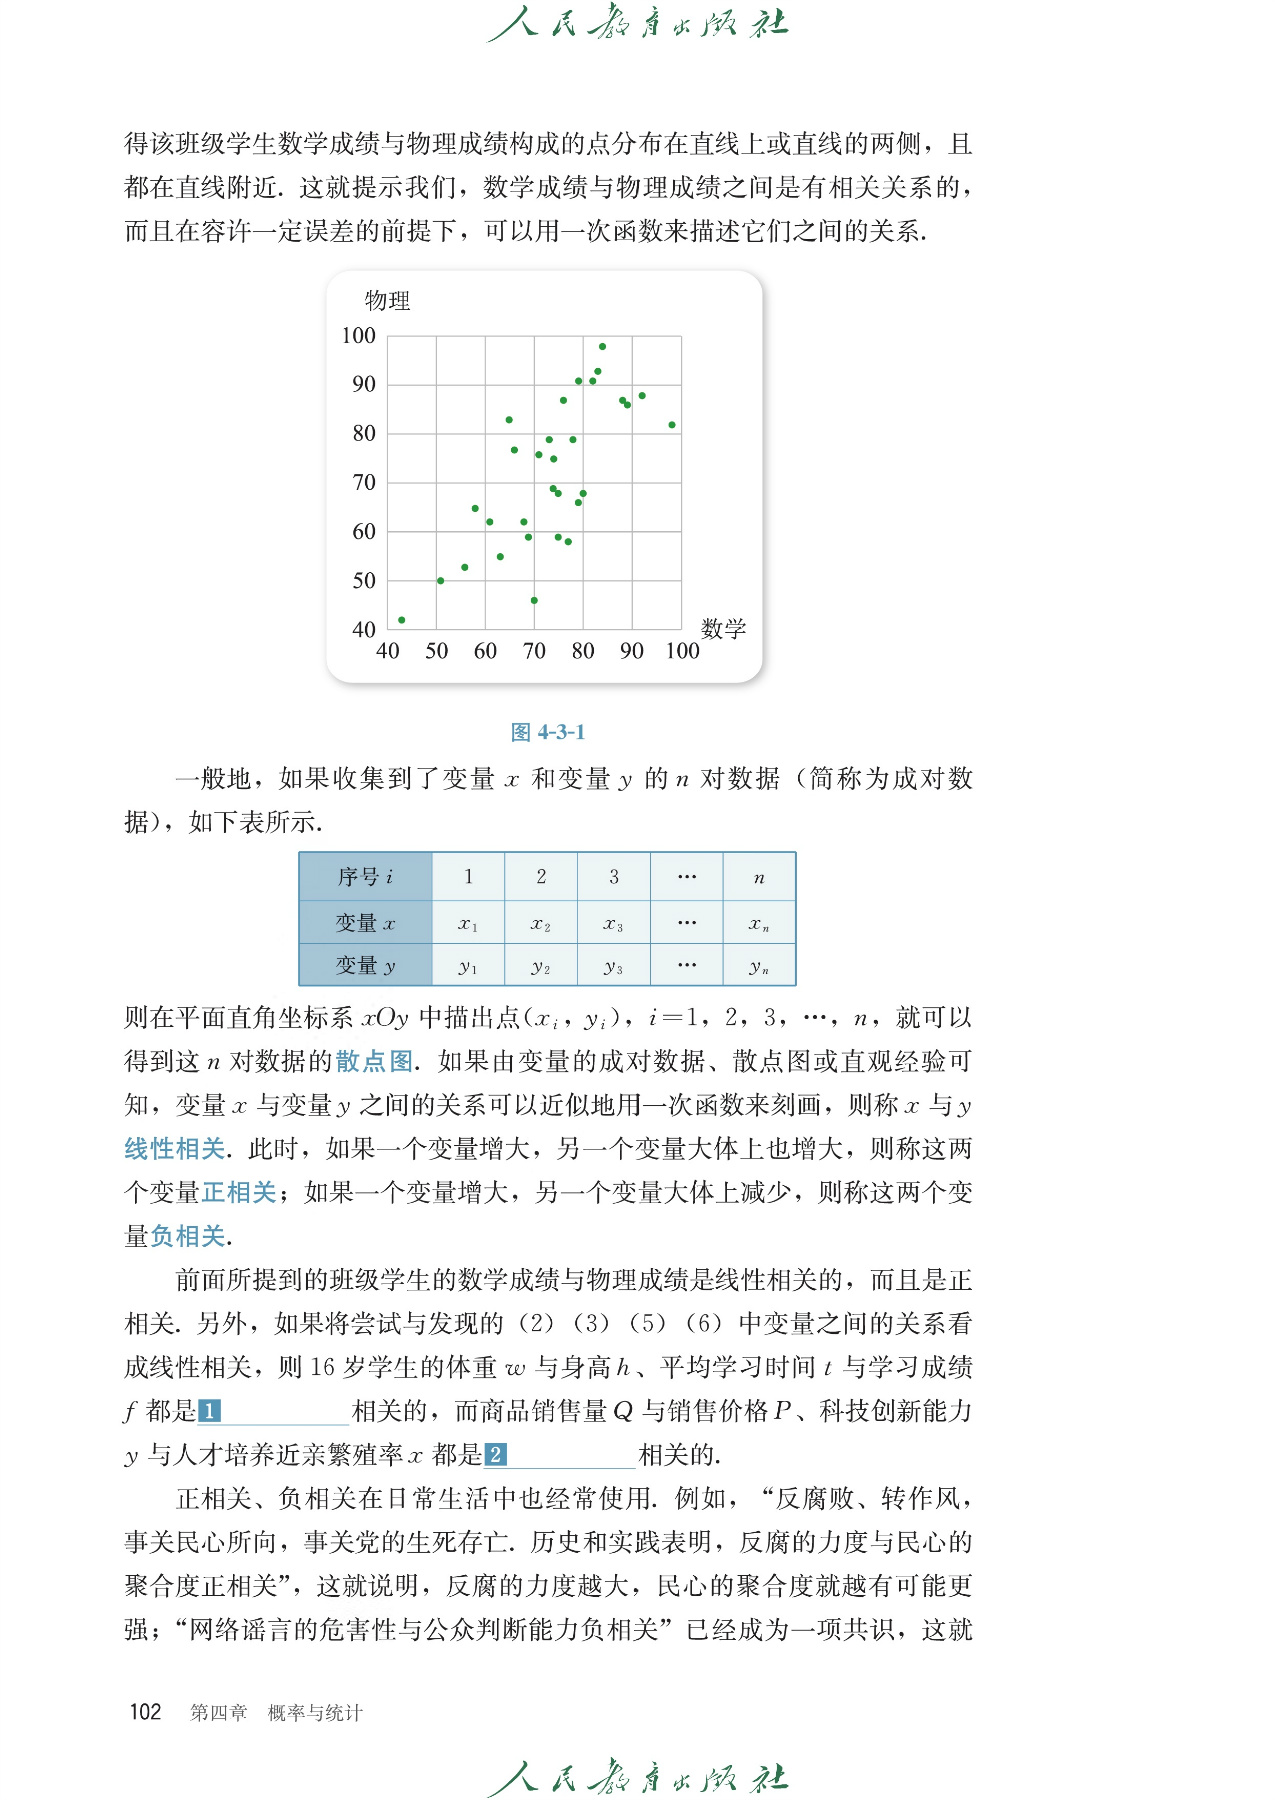 人民教育出版社
得该班级学生数学成绩与物理成绩构成的点分布在直线上或直线的两侧，且
都在直线附近. 这就提示我们，数学成绩与物理成绩之间是有相关关系的，
而且在容许一定误差的前提下，可以用一次函数来描述它们之间的关系.
物理
100
90
80
70
60
50
40
数学
40 50 60 70 80 90 100
图 4-3-1
一般地，如果收集到了变量 x 和变量 y 的 n 对数据（简称为成对数
据），如下表所示.
序号 i 1 2 3 … n
变量 x x₁ x₂ x₃ … xₙ
变量 y y₁ y₂ y₃ … yₙ
则在平面直角坐标系 xOy 中描出点(xᵢ，yᵢ)，i=1，2，3，…，n，就可以
得到这 n 对数据的散点图. 如果由变量的成对数据、散点图或直观经验可
知，变量 x 与变量 y 之间的关系可以近似地用一次函数来刻画，则称 x 与 y
线性相关. 此时，如果一个变量增大，另一个变量大体上也增大，则称这两
个变量正相关；如果一个变量增大，另一个变量大体上减少，则称这两个变
量负相关.
前面所提到的班级学生的数学成绩与物理成绩是线性相关的，而且是正
相关. 另外，如果将尝试与发现的（2）（3）（5）（6）中变量之间的关系看
成线性相关，则 16 岁学生的体重 w 与身高 h、平均学习时间 t 与学习成绩
f 都是1 相关的，而商品销售量 Q 与销售价格 P、科技创新能力
y 与人才培养近亲繁殖率 x 都是2 相关的.
正相关、负相关在日常生活中也经常使用. 例如，“反腐败、转作风，
事关民心所向，事关党的生死存亡. 历史和实践表明，反腐的力度与民心的
聚合度正相关”，这就说明，反腐的力度越大，民心的聚合度就越有可能更
强；“网络谣言的危害性与公众判断能力负相关”已经成为一项共识，这就
102 第四章 概率与统计
人民教育出版社